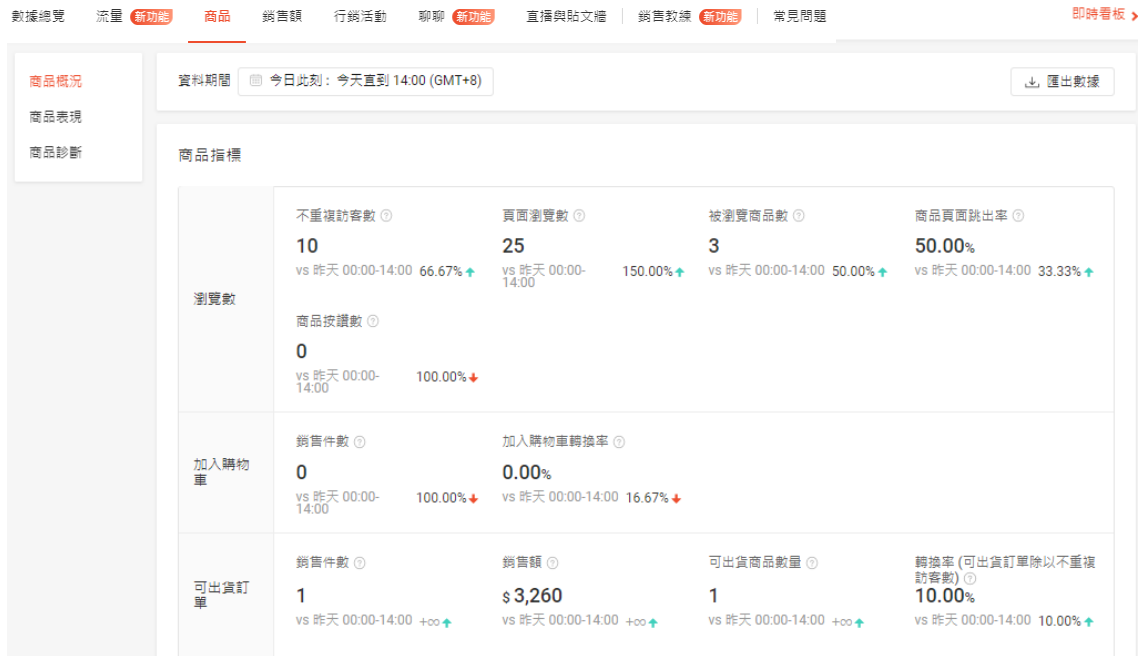 數據總覽 流量 新功能 商品 銷售額 行銷活動 聊聊 新功能 直播與貼文牆 銷售教練 新功能 常見問題 即時看板
商品概況
商品表現
商品診斷
資料期間 今日此刻 : 今天直到 14:00 (GMT+8) 匯出數據
商品指標
瀏覽數
不重複訪客數 頁面瀏覽數 被瀏覽商品數 商品頁面跳出率
10 25 3 50.00%
vs 昨天 00:00-14:00 66.67% vs 昨天 00:00-14:00 150.00% vs 昨天 00:00-14:00 50.00% vs 昨天 00:00-14:00 33.33%
商品按讚數
0
vs 昨天 00:00-
14:00 100.00%
加入購物
車
銷售件數 加入購物車轉換率
0 0.00%
vs 昨天 00:00-14:00 100.00% vs 昨天 00:00-14:00 16.67%
可出貨訂
單
銷售件數 銷售額 可出貨商品數量 轉換率 (可出貨訂單除以不重複
訪客數)
1 $ 3,260 1 10.00%
vs 昨天 00:00-14:00 +∞ vs 昨天 00:00-14:00 +∞ vs 昨天 00:00-14:00 +∞ vs 昨天 00:00-14:00 10.00%